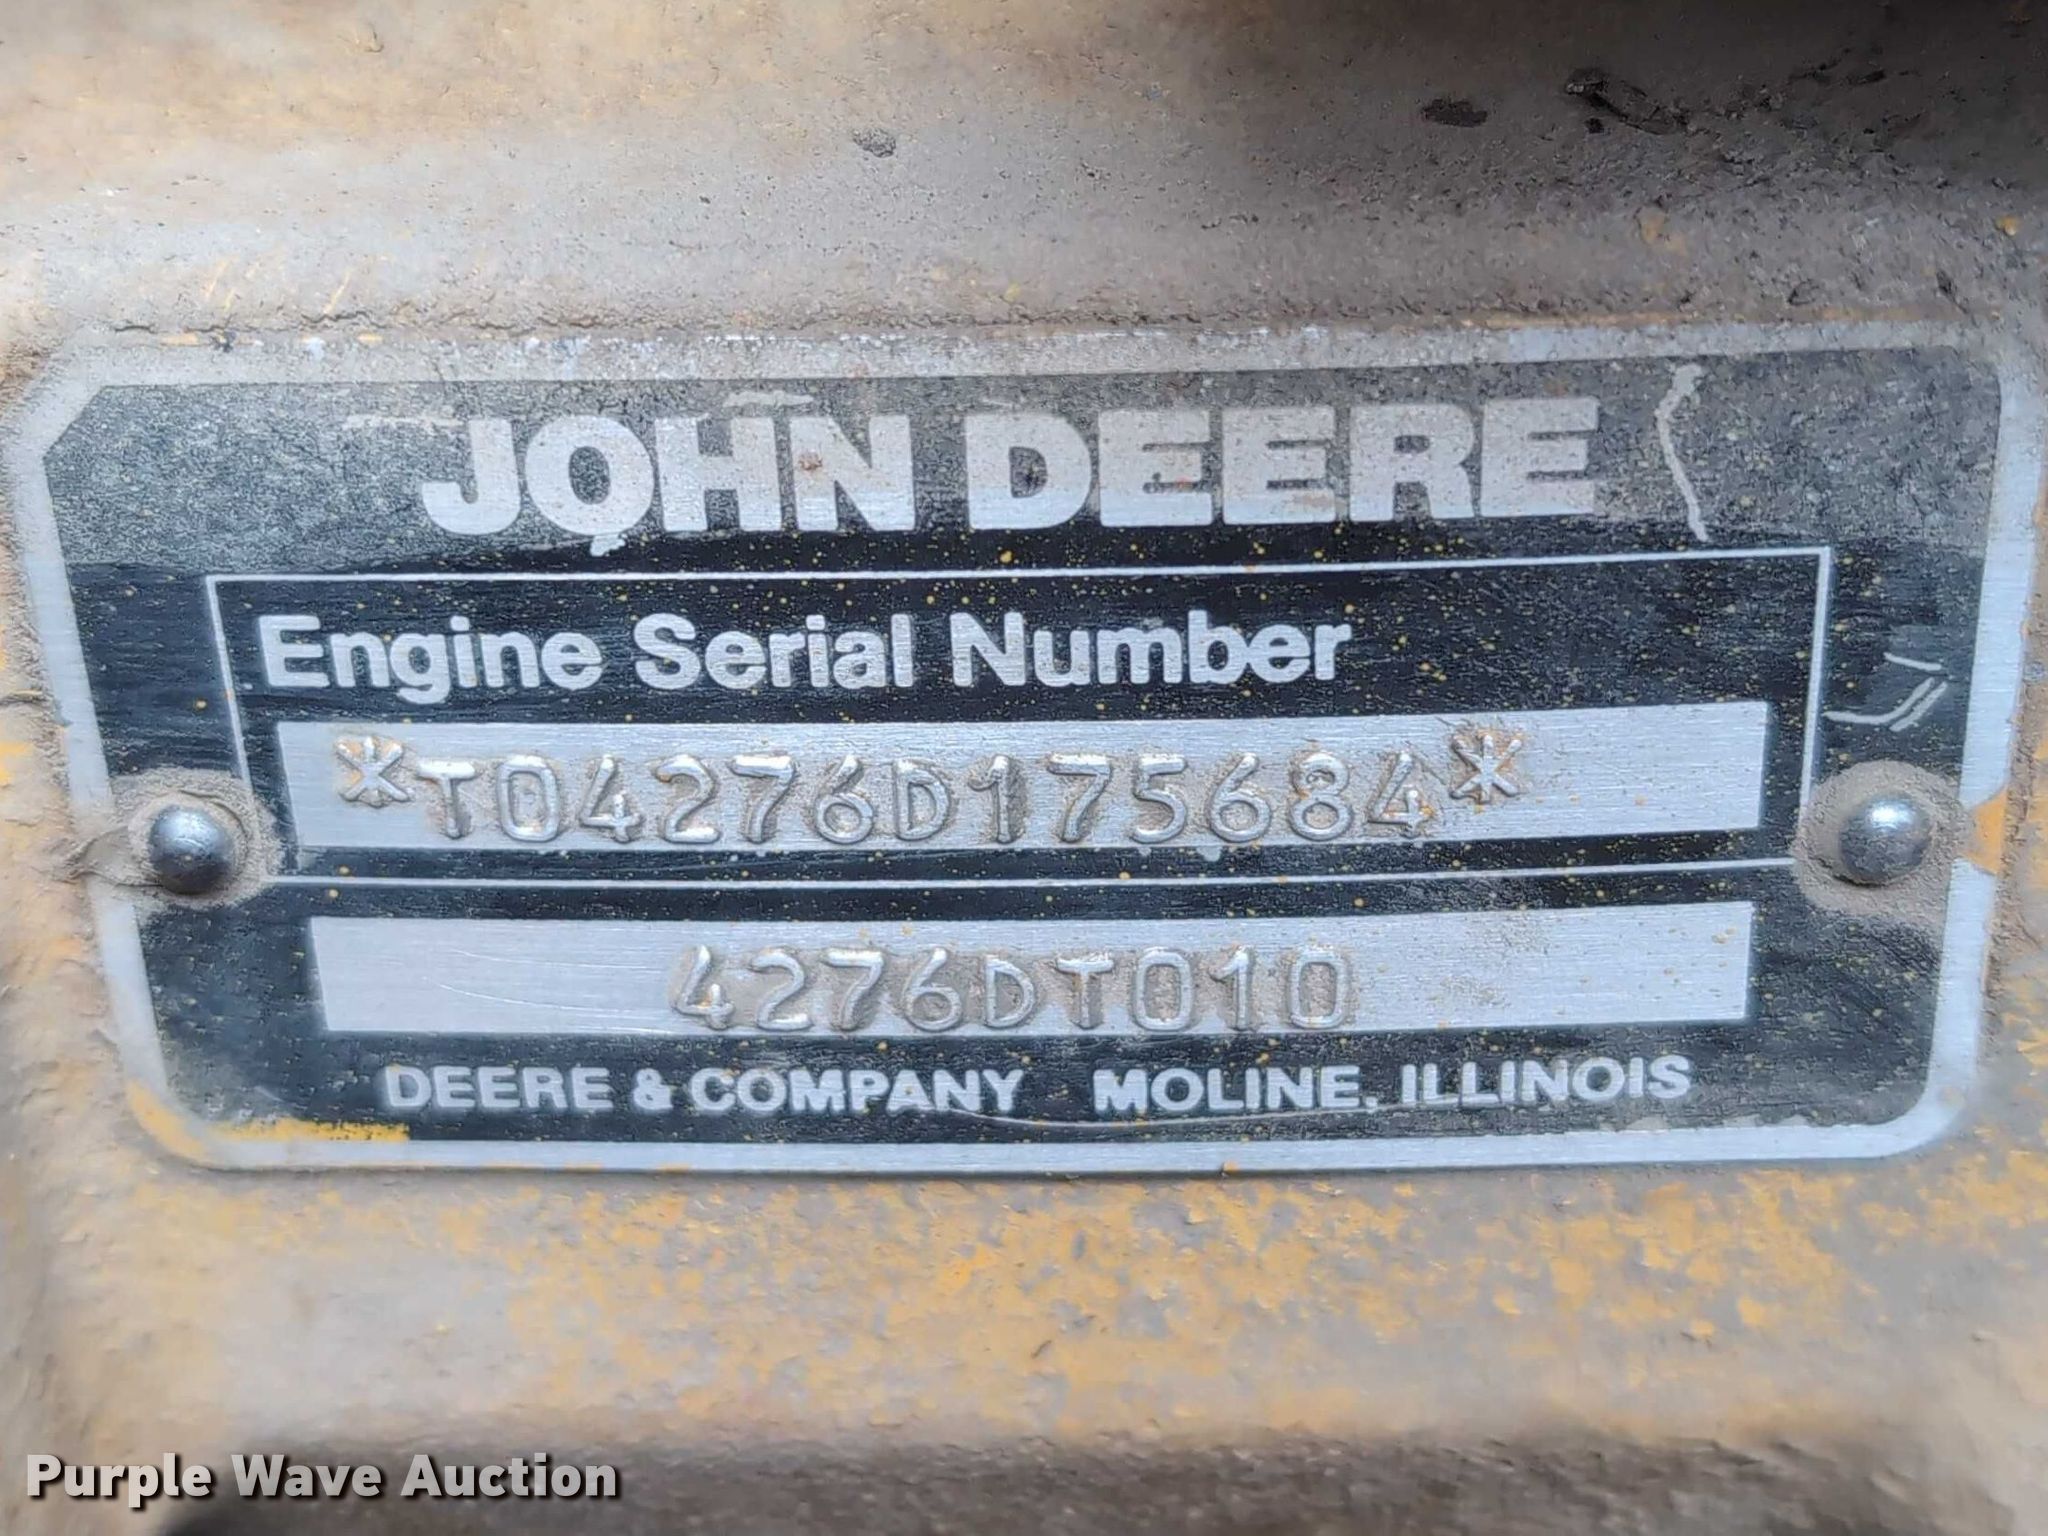 JOHN DEERE
Engine Serial Number
*T04276D175684*
4276DT010
DEERE & COMPANY MOLINE, ILLINOIS
Purple Wave Auction